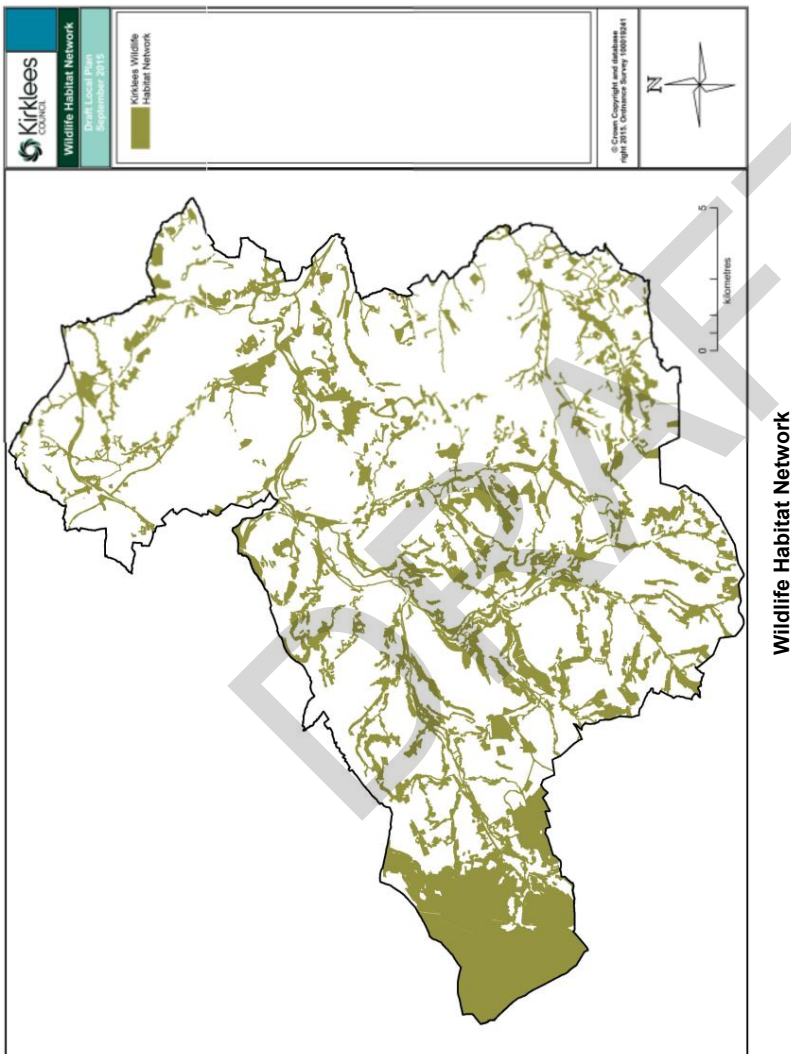 Kirklees
COUNCIL
Wildlife Habitat Network
Draft Local Plan
September 2015
Kirklees Wildlife
Habitat Network
© Crown Copyright and database
right 2015. Ordnance Survey 100019241
N
0
5
kilometres
DRAFT
Wildlife Habitat Network